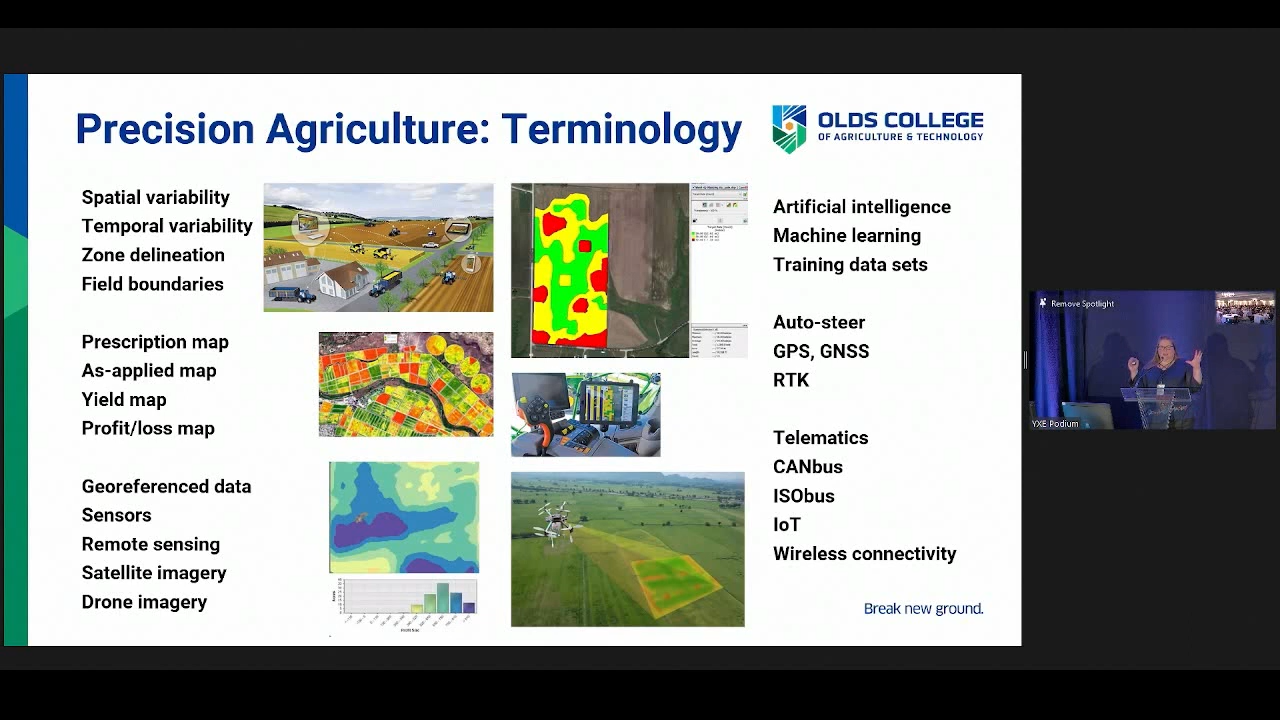 Precision Agriculture: Terminology
OLDS COLLEGE
OF AGRICULTURE & TECHNOLOGY
Spatial variability
Temporal variability
Zone delineation
Field boundaries
Prescription map
As-applied map
Yield map
Profit/loss map
Georeferenced data
Sensors
Remote sensing
Satellite imagery
Drone imagery
Artificial intelligence
Machine learning
Training data sets
Auto-steer
GPS, GNSS
RTK
Telematics
CANbus
ISObus
IoT
Wireless connectivity
Break new ground.
Remove Spotlight
YXE Podium